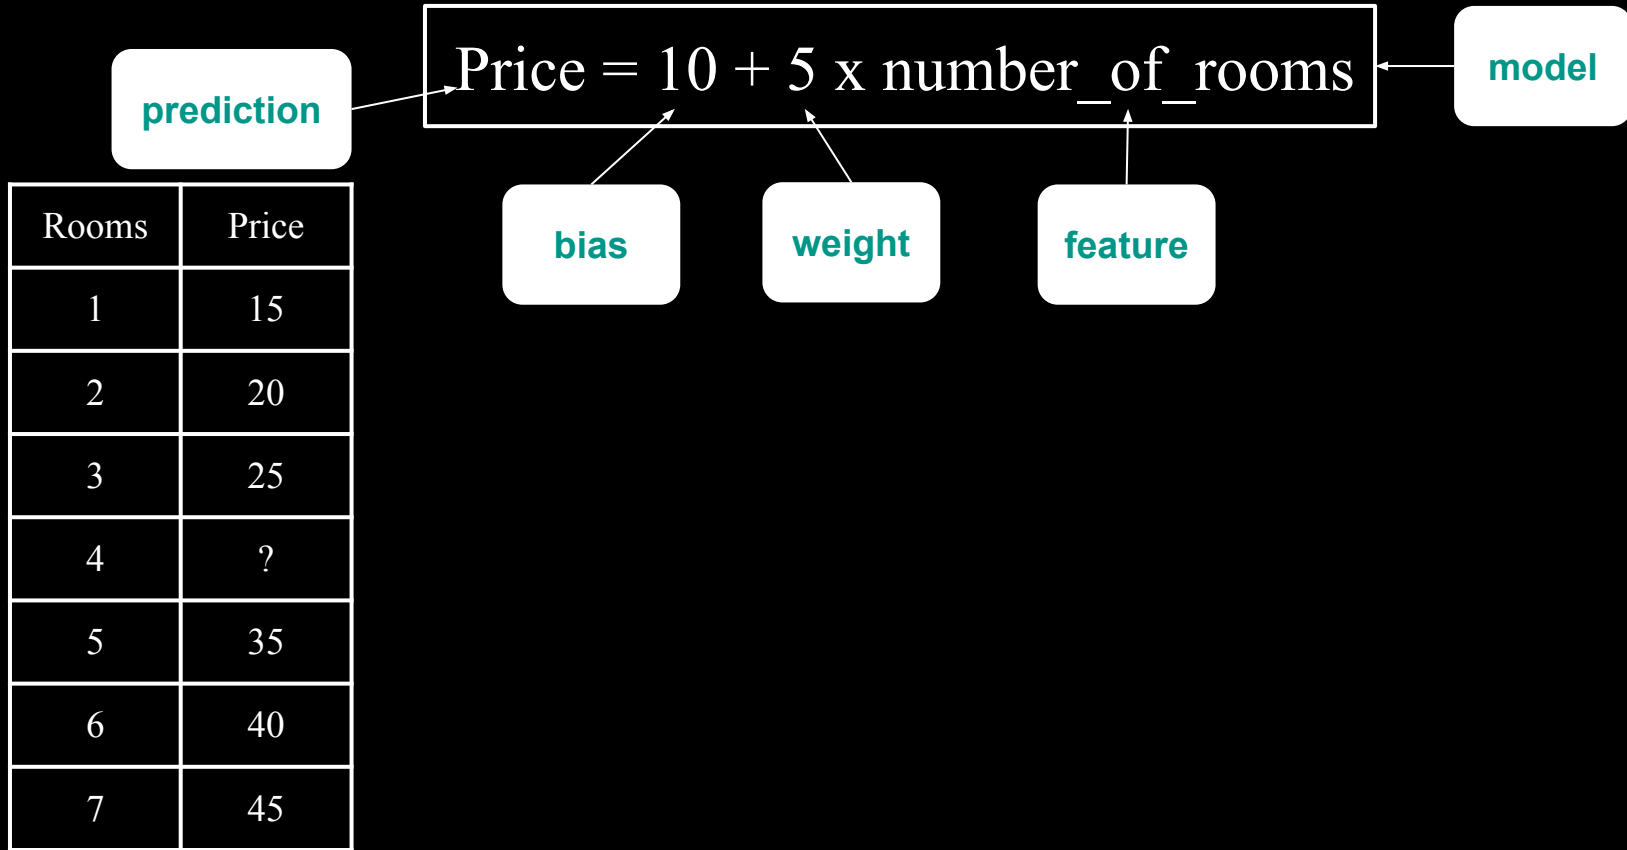 Price = 10 + 5 x number_of_rooms
model
prediction
bias
weight
feature
Rooms Price
1 15
2 20
3 25
4 ?
5 35
6 40
7 45